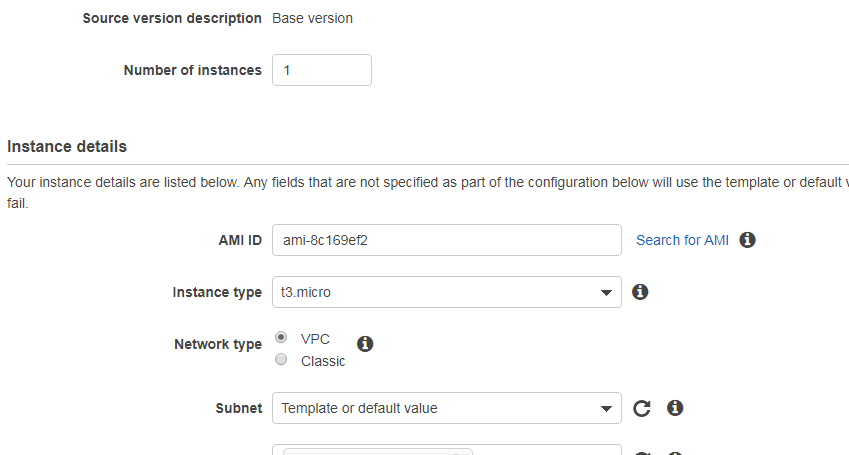 Source version description Base version
Number of instances 1
Instance details
Your instance details are listed below. Any fields that are not specified as part of the configuration below will use the template or default v
fail.
AMI ID ami-8c169ef2 Search for AMI
Instance type t3.micro
Network type VPC
Classic
Subnet Template or default value